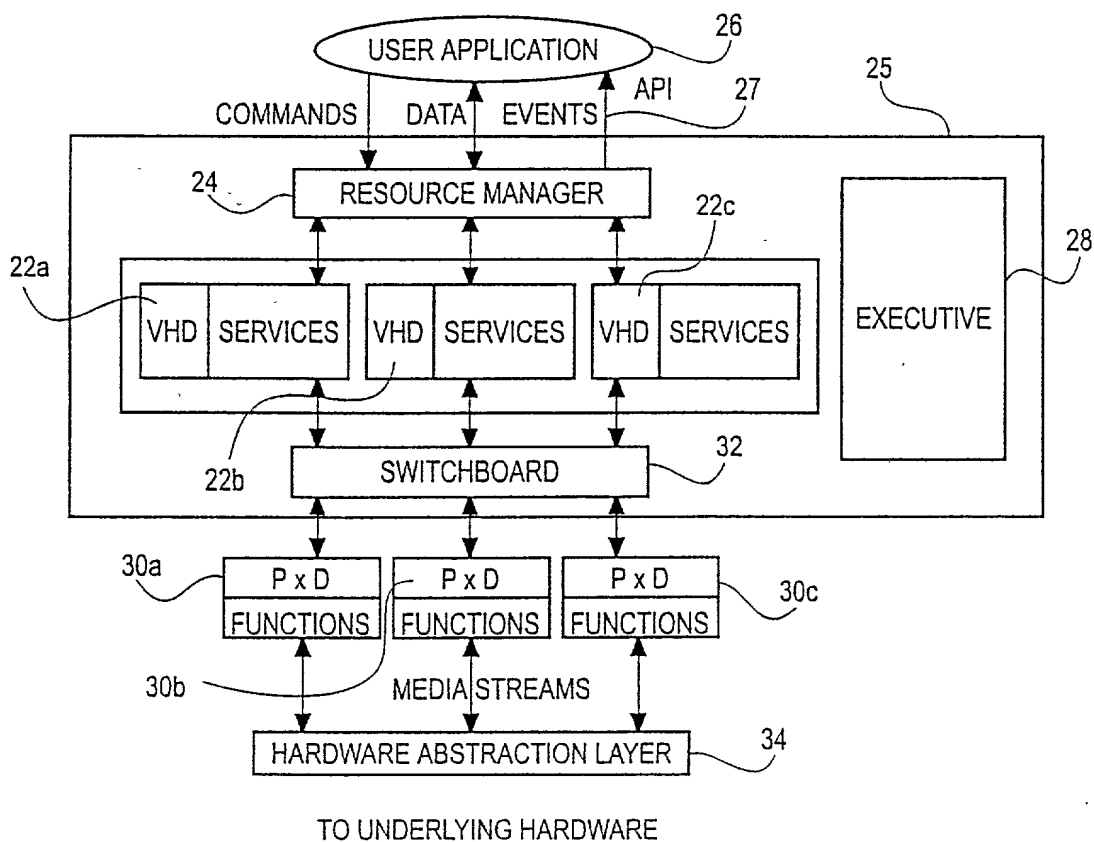 26
USER APPLICATION
25
API
27
COMMANDS DATA EVENTS
24
RESOURCE MANAGER
22c
22a
28
VHD SERVICES VHD SERVICES VHD SERVICES
EXECUTIVE
32
22b
SWITCHBOARD
30a
P x D P x D P x D
30c
FUNCTIONS FUNCTIONS FUNCTIONS
30b
MEDIA STREAMS
34
HARDWARE ABSTRACTION LAYER
TO UNDERLYING HARDWARE